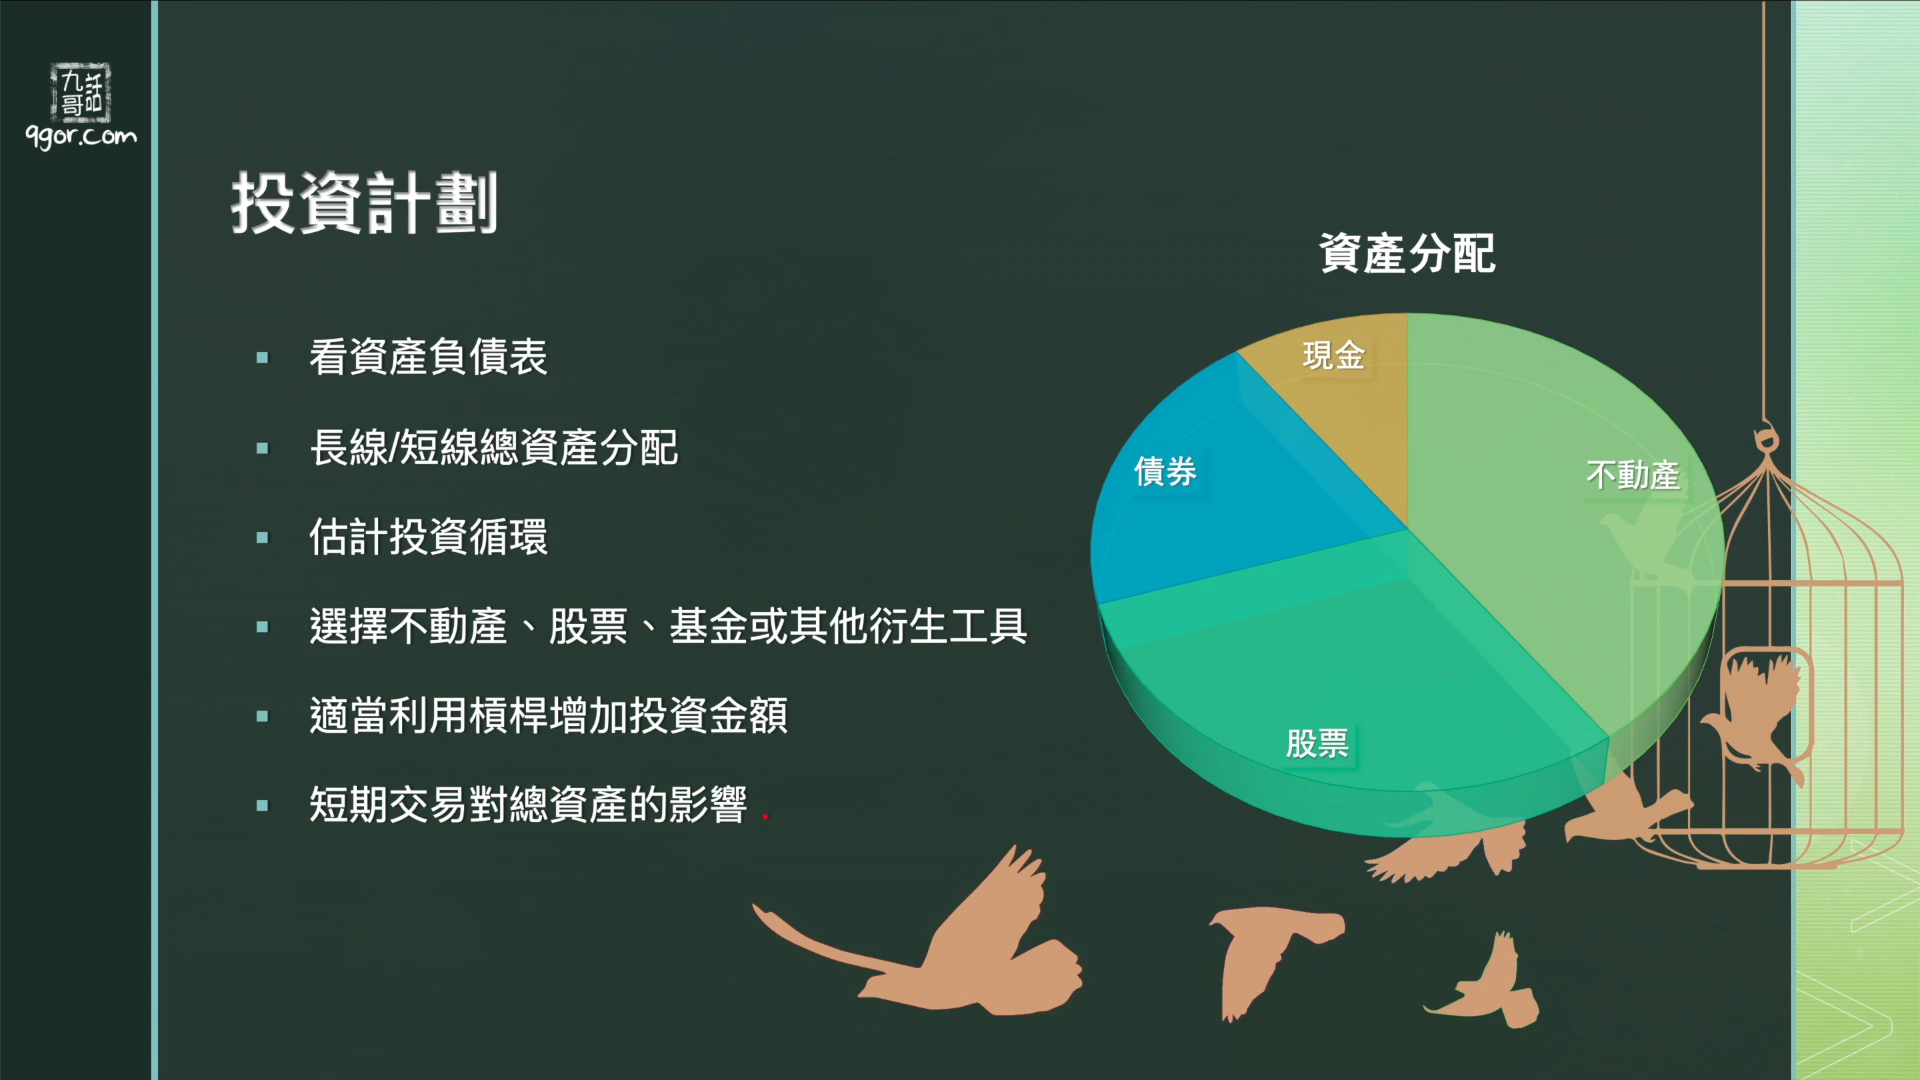 九哥話
9gor.com
投資計劃
看資產負債表
長線/短線總資產分配
估計投資循環
選擇不動產、股票、基金或其他衍生工具
適當利用槓桿增加投資金額
短期交易對總資產的影響
資產分配
現金
債券
不動產
股票